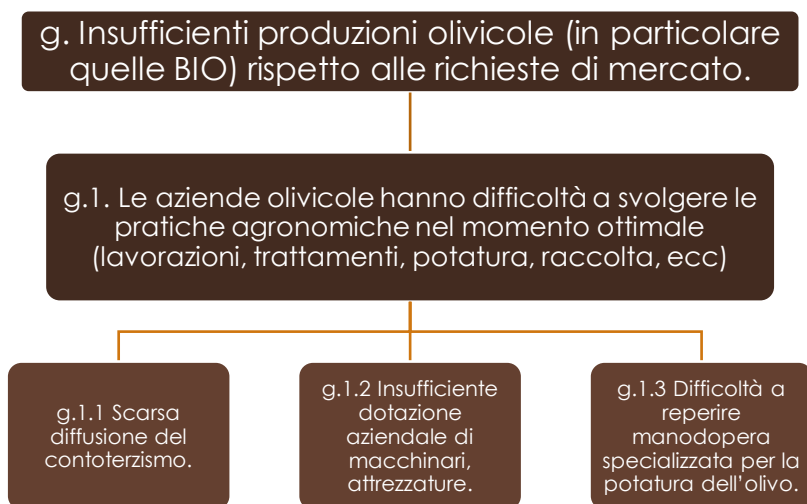 g. Insufficienti produzioni olivicole (in particolare
quelle BIO) rispetto alle richieste di mercato.
g.1. Le aziende olivicole hanno difficoltà a svolgere le
pratiche agronomiche nel momento ottimale
(lavorazioni, trattamenti, potatura, raccolta, ecc)
g.1.1 Scarsa
diffusione del
contoterzismo.
g.1.2 Insufficiente
dotazione
aziendale di
macchinari,
attrezzature.
g.1.3 Difficoltà a
reperire
manodopera
specializzata per la
potatura dell’olivo.